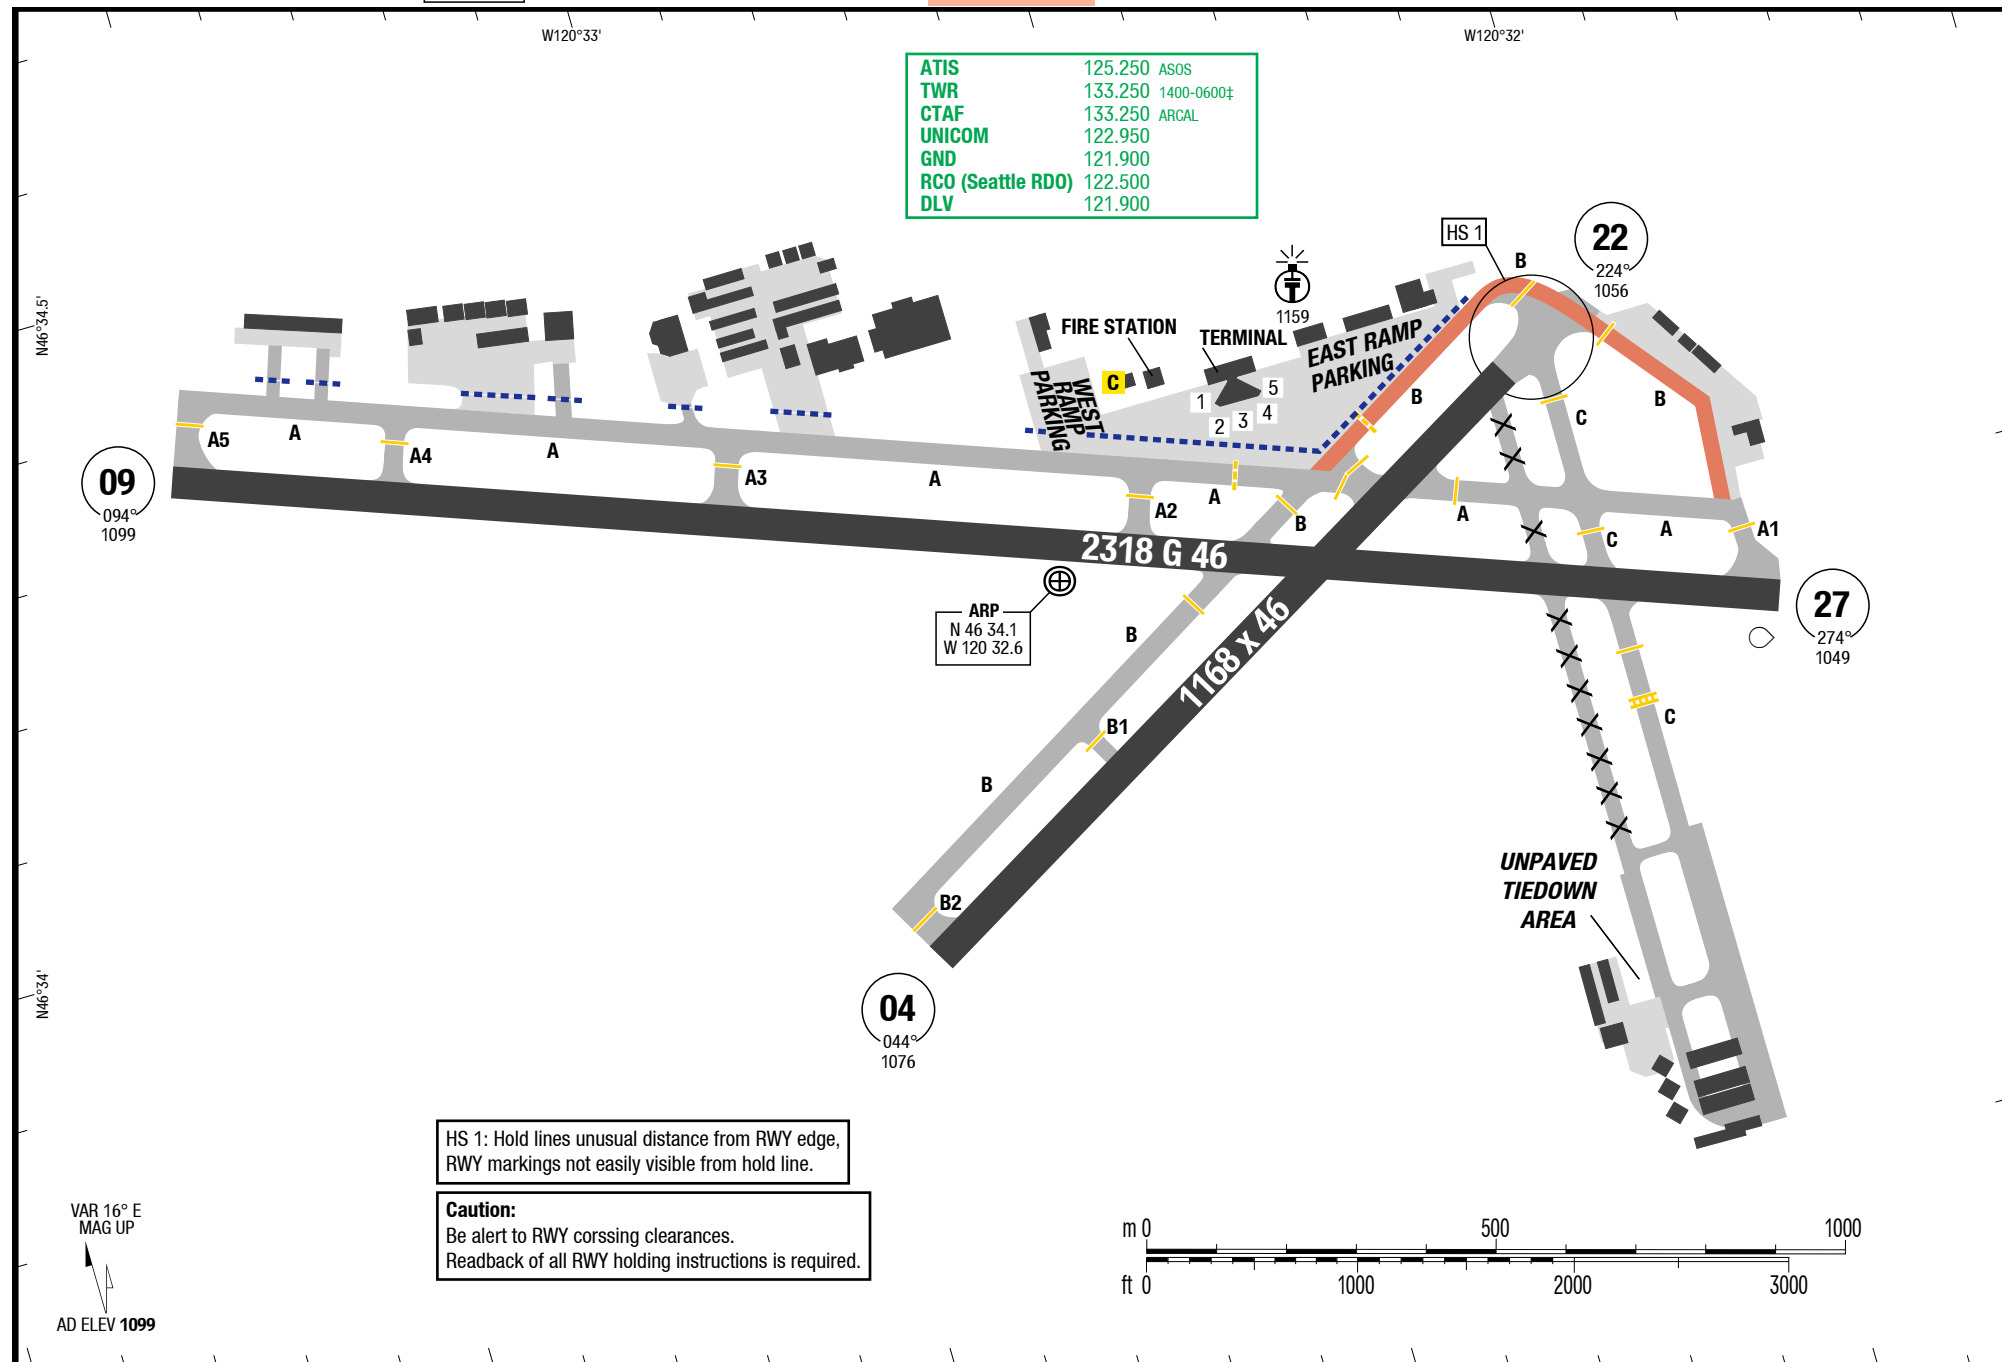 W120°33'
W120°32'
ATIS 125.250 ASOS
TWR 133.250 1400-0600‡
CTAF 133.250 ARCAL
UNICOM 122.950
GND 121.900
RCO (Seattle RDO) 122.500
DLV 121.900
HS 1
B
22
224°
1056
N46°34.5'
1159
FIRE STATION
TERMINAL
EAST RAMP
PARKING
WEST
RAMP
PARKING
C
1
2
3
4
5
B
B
C
A5
A
A4
A
A3
A
A2
A
B
A
C
A
A1
09
094°
1099
2318 G 46
27
274°
1049
ARP
N 46 34.1
W 120 32.6
B
1168 x 46
B1
C
B
B2
UNPAVED
TIEDOWN
AREA
N46°34'
04
044°
1076
HS 1: Hold lines unusual distance from RWY edge,
RWY markings not easily visible from hold line.
Caution:
Be alert to RWY corssing clearances.
Readback of all RWY holding instructions is required.
VAR 16° E
MAG UP
AD ELEV 1099
m 0 500 1000
ft 0 1000 2000 3000